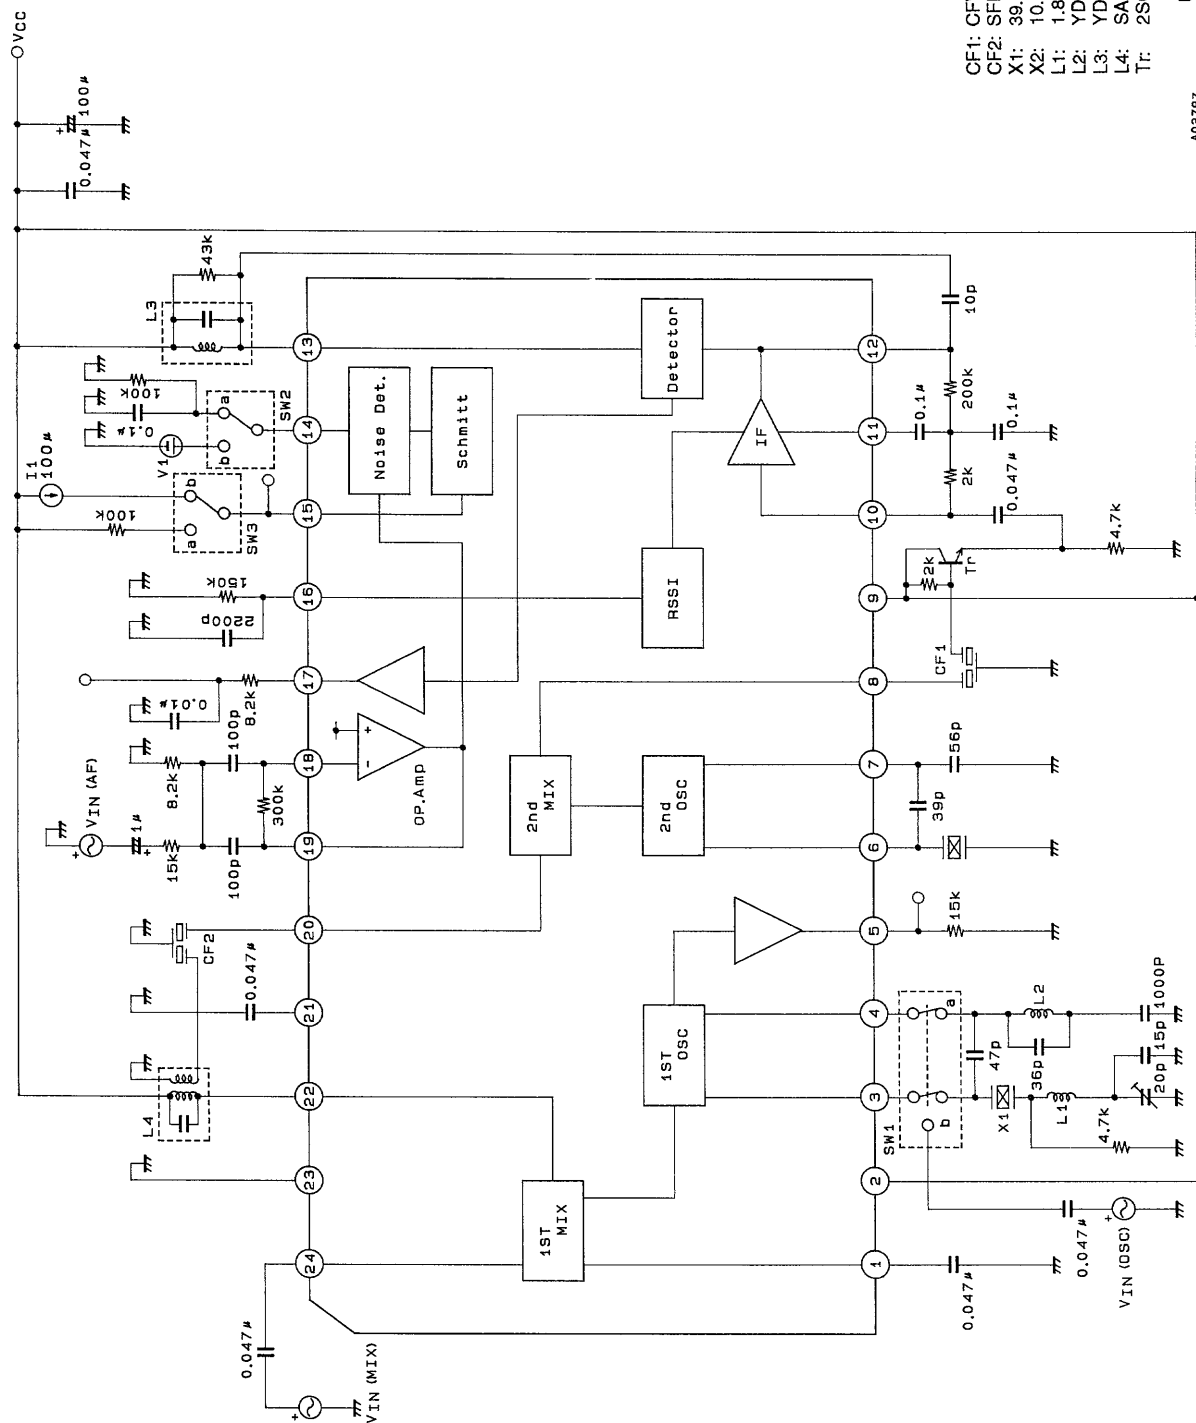 VCC
100μ
+
0.047μ
43k
L3
100k
0.1μ
V1
a
b
SW2
I1
100μ
100k
b
a
SW3
150k
2200p
0.01μ
8.2k
VIN (AF)
+
8.2k
100p
1μ
+
15k
300k
100p
CF2
0.047μ
L4
0.047μ
+
VIN (MIX)
13
14
15
16
17
18
19
20
21
22
23
24
Noise Det.
Schmitt
Detector
IF
RSSI
+
-
OP.Amp
2nd MIX
2nd OSC
1ST OSC
1ST MIX
12
11
10
9
8
7
6
5
4
3
2
1
10p
200k
0.1μ
0.1μ
2k
0.047μ
4.7k
2k
Tr
CF1
56p
39p
15k
a
b
SW1
L2
1000P
36p
47p
15p
20p
X1
L1
4.7k
0.047μ
+
VIN (OSC)
0.047μ
CF1:
CF2:
X1: 39.
X2: 10.
L1: 1.8
L2: YD
L3: YD
L4: SA
Tr: